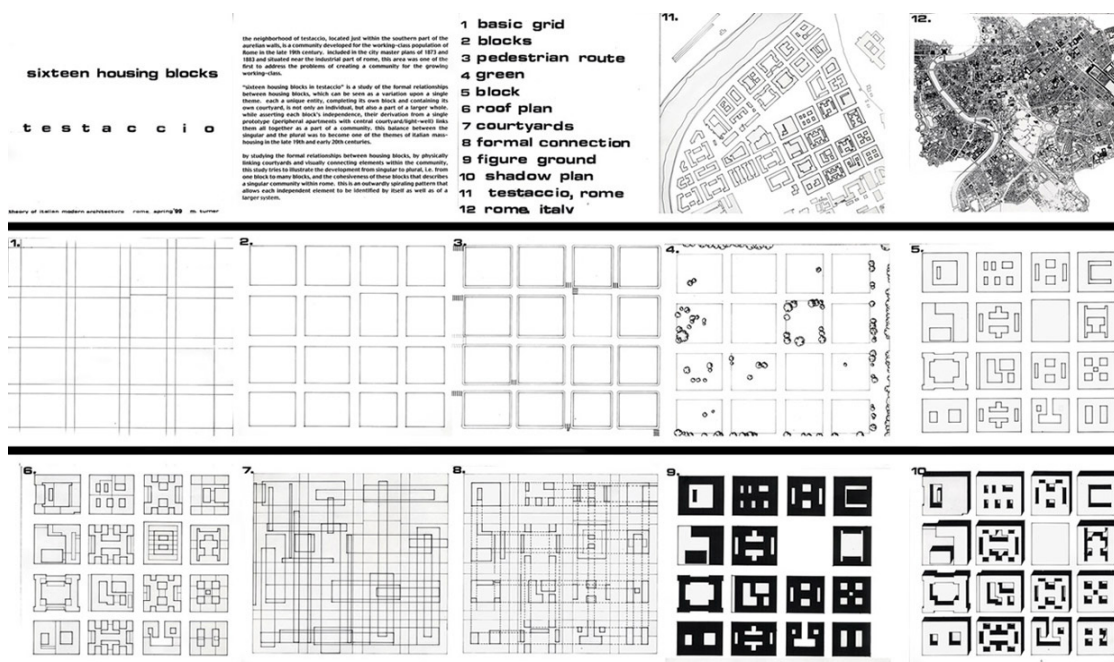 sixteen housing blocks
testaccio
theory of italian modern architecture rome, spring '99 m. turner
the neighborhood of testaccio, located just within the southern part of the
aurelian walls, is a community developed for the working-class population of
Rome in the late 19th century. included in the city master plans of 1873 and
1883 and situated near the industrial part of rome, this area was one of the
first to address the problems of creating a community for the growing
working-class.
"sixteen housing blocks in testaccio" is a study of the formal relationships
between housing blocks, which can be seen as a variation upon a single
theme. each a unique entity, completing its own block and containing its
own courtyard, is not only an individual, but also a part of a larger whole.
while asserting each block's independence, their derivation from a single
prototype (peripheral apartments with central courtyard/light-well) links
them all together as a part of a community. this balance between the
singular and the plural was to become one of the themes of italian mass-
housing in the late 19th and early 20th centuries.
by studying the formal relationships between housing blocks, by physically
linking courtyards and visually connecting elements within the community,
this study tries to illustrate the development from singular to plural, i.e. from
one block to many blocks, and the cohesiveness of these blocks that describes
a singular community within rome. this is an outwardly spiraling pattern that
allows each independent element to be identified by itself as well as of a
larger system.
1 basic grid
2 blocks
3 pedestrian route
4 green
5 block
6 roof plan
7 courtyards
8 formal connection
9 figure ground
10 shadow plan
11 testaccio, rome
12 rome, italy
11.
12.
1.
2.
3.
4.
5.
6.
7.
8.
9.
10.